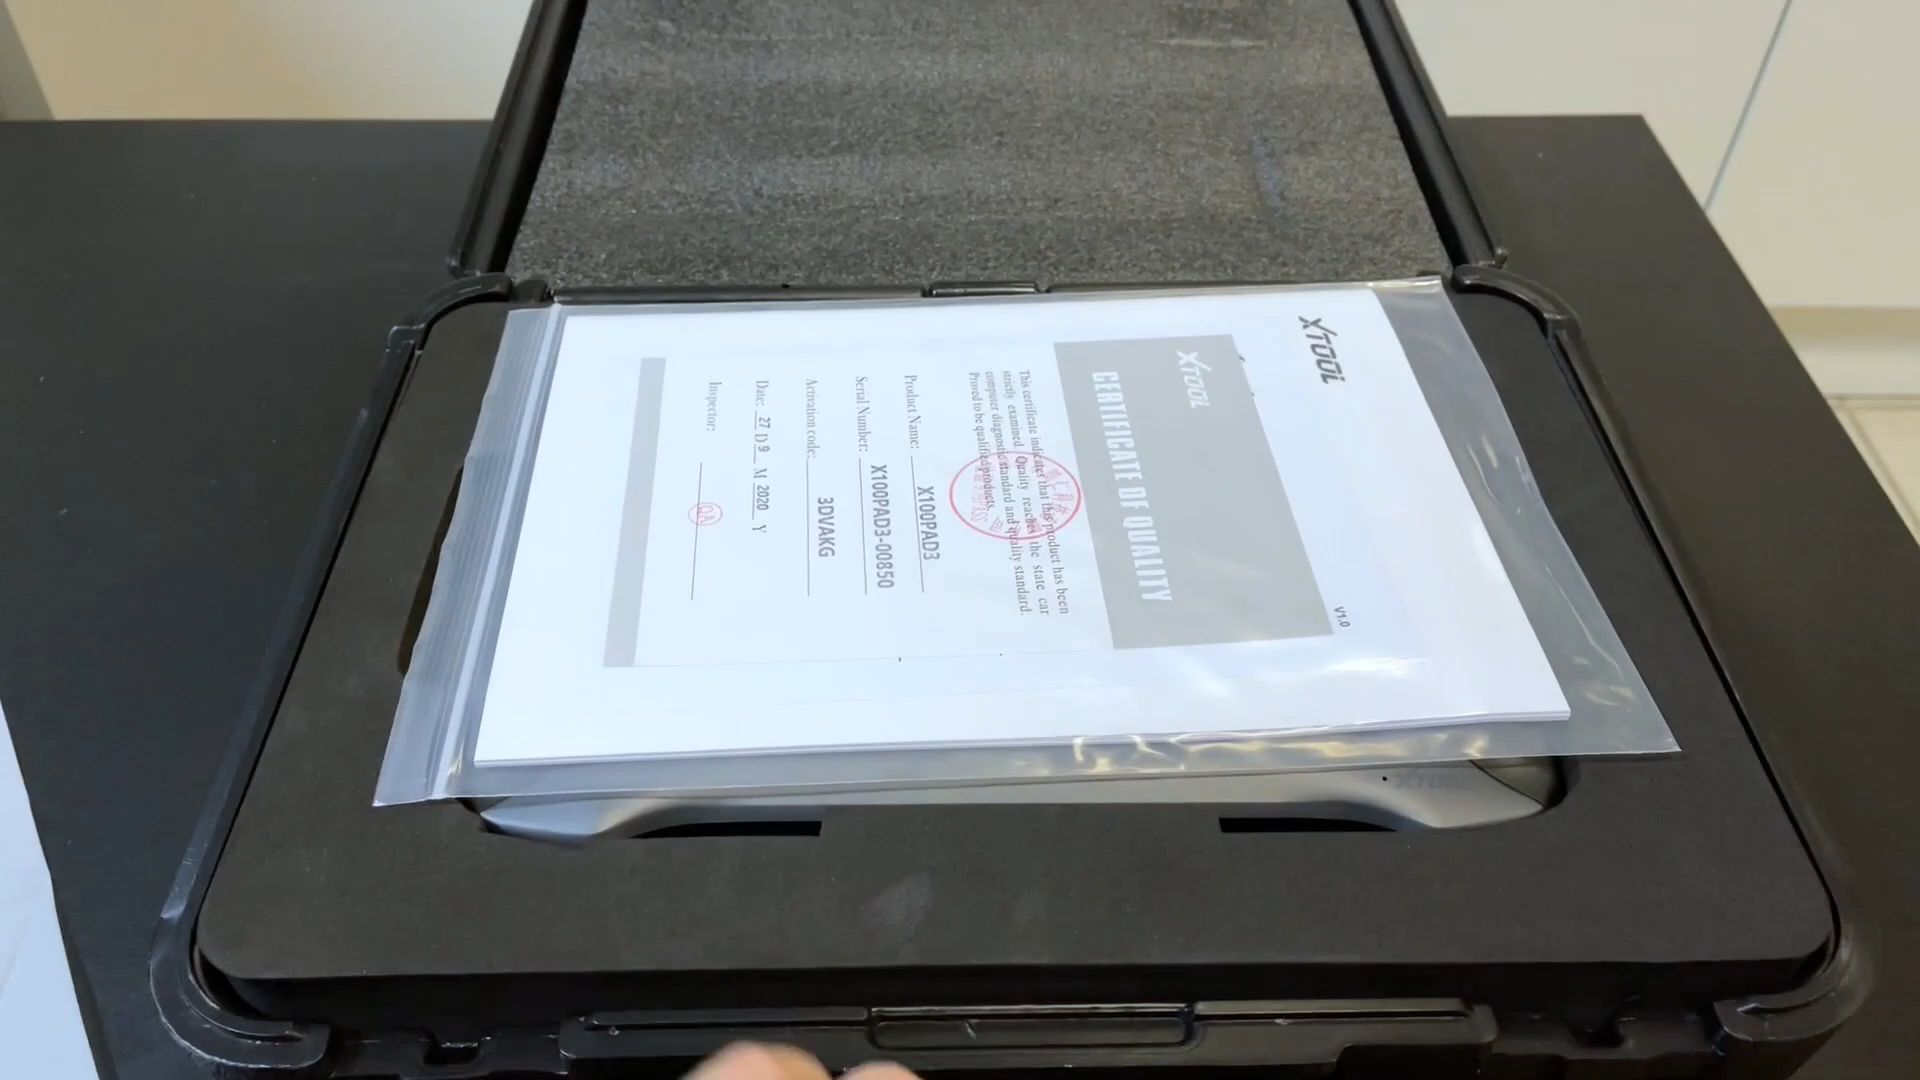 XTOOL
V1.0
XTOOL
CERTIFICATE OF QUALITY
This certificate indicates that this product has been
strictly examined. Quality reaches the state car
computer diagnostic standard and quality standard.
Proved to be qualified products.
Product Name: X100PAD3
Serial Number: X100PAD3-00850
Activation code: 3DVAKG
Date: 27 D 9 M 2020 Y
Inspector: QA
XTOOL